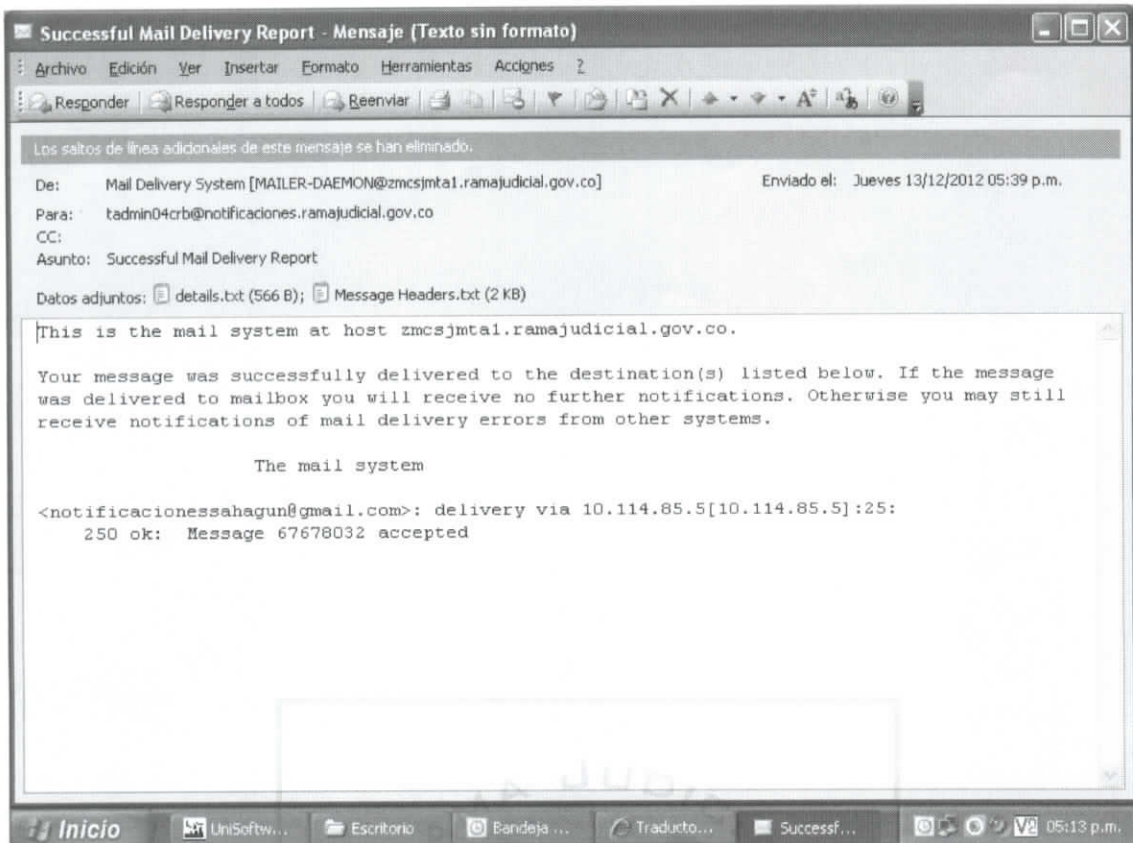 Successful Mail Delivery Report - Mensaje (Texto sin formato)
Archivo Edición Ver Insertar Formato Herramientas Acciones ?
Responder Responder a todos Reenviar
Los saltos de línea adicionales de este mensaje se han eliminado.
De: Mail Delivery System [MAILER-DAEMON@zmcsjmta1.ramajudicial.gov.co] Enviado el: Jueves 13/12/2012 05:39 p.m.
Para: tadmin04crb@notificaciones.ramajudicial.gov.co
CC:
Asunto: Successful Mail Delivery Report
Datos adjuntos: details.txt (566 B); Message Headers.txt (2 KB)
This is the mail system at host zmcsjmta1.ramajudicial.gov.co.
Your message was successfully delivered to the destination(s) listed below. If the message
was delivered to mailbox you will receive no further notifications. Otherwise you may still
receive notifications of mail delivery errors from other systems.
The mail system
<notificacionessahagun@gmail.com>: delivery via 10.114.85.5[10.114.85.5]:25:
250 ok: Message 67678032 accepted
Inicio UniSoftw... Escritorio Bandeja ... Traducto... Successf... 05:13 p.m.